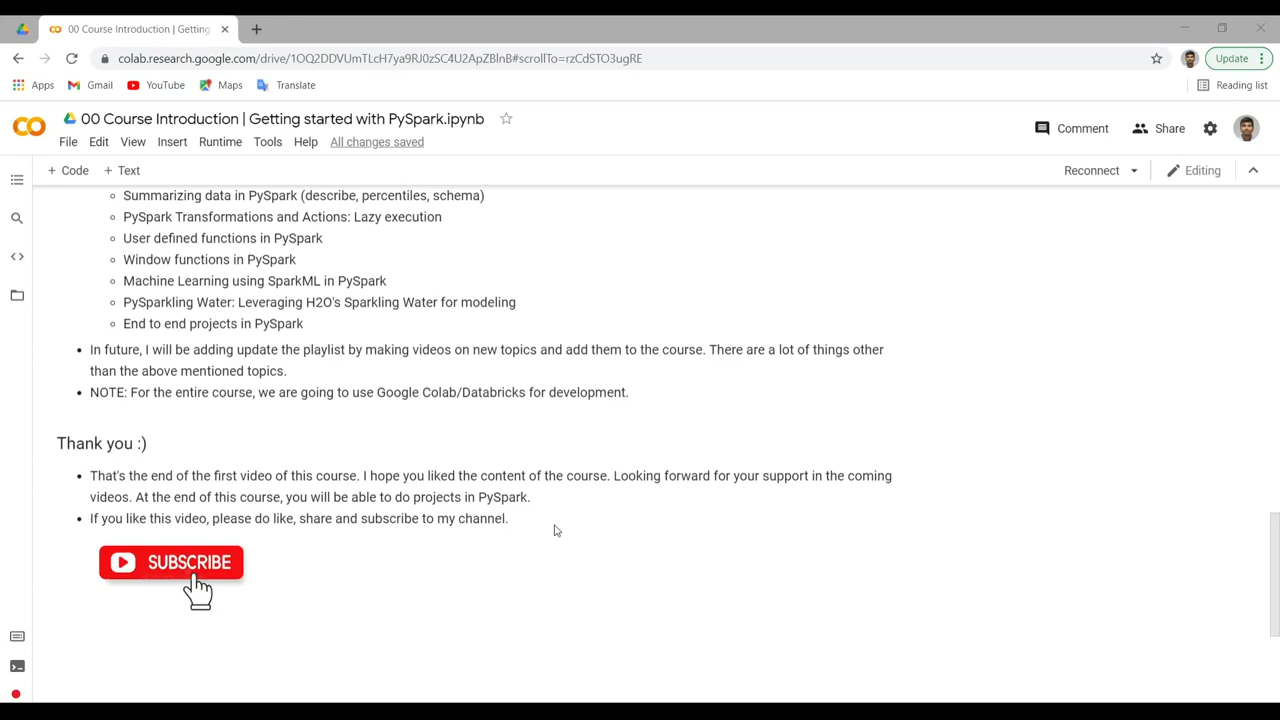 00 Course Introduction | Getting
colab.research.google.com/drive/1OQ2DDVUmTLcH7ya9RJ0zSC4U2ApZBlnB#scrollTo=rzCdSTO3ugRE
Update
Apps Gmail YouTube Maps Translate Reading list
00 Course Introduction | Getting started with PySpark.ipynb
Comment Share
File Edit View Insert Runtime Tools Help All changes saved
+ Code + Text Reconnect Editing
Summarizing data in PySpark (describe, percentiles, schema)
PySpark Transformations and Actions: Lazy execution
User defined functions in PySpark
Window functions in PySpark
Machine Learning using SparkML in PySpark
PySparkling Water: Leveraging H2O's Sparkling Water for modeling
End to end projects in PySpark
In future, I will be adding update the playlist by making videos on new topics and add them to the course. There are a lot of things other
than the above mentioned topics.
NOTE: For the entire course, we are going to use Google Colab/Databricks for development.
Thank you :)
That's the end of the first video of this course. I hope you liked the content of the course. Looking forward for your support in the coming
videos. At the end of this course, you will be able to do projects in PySpark.
If you like this video, please do like, share and subscribe to my channel.
SUBSCRIBE